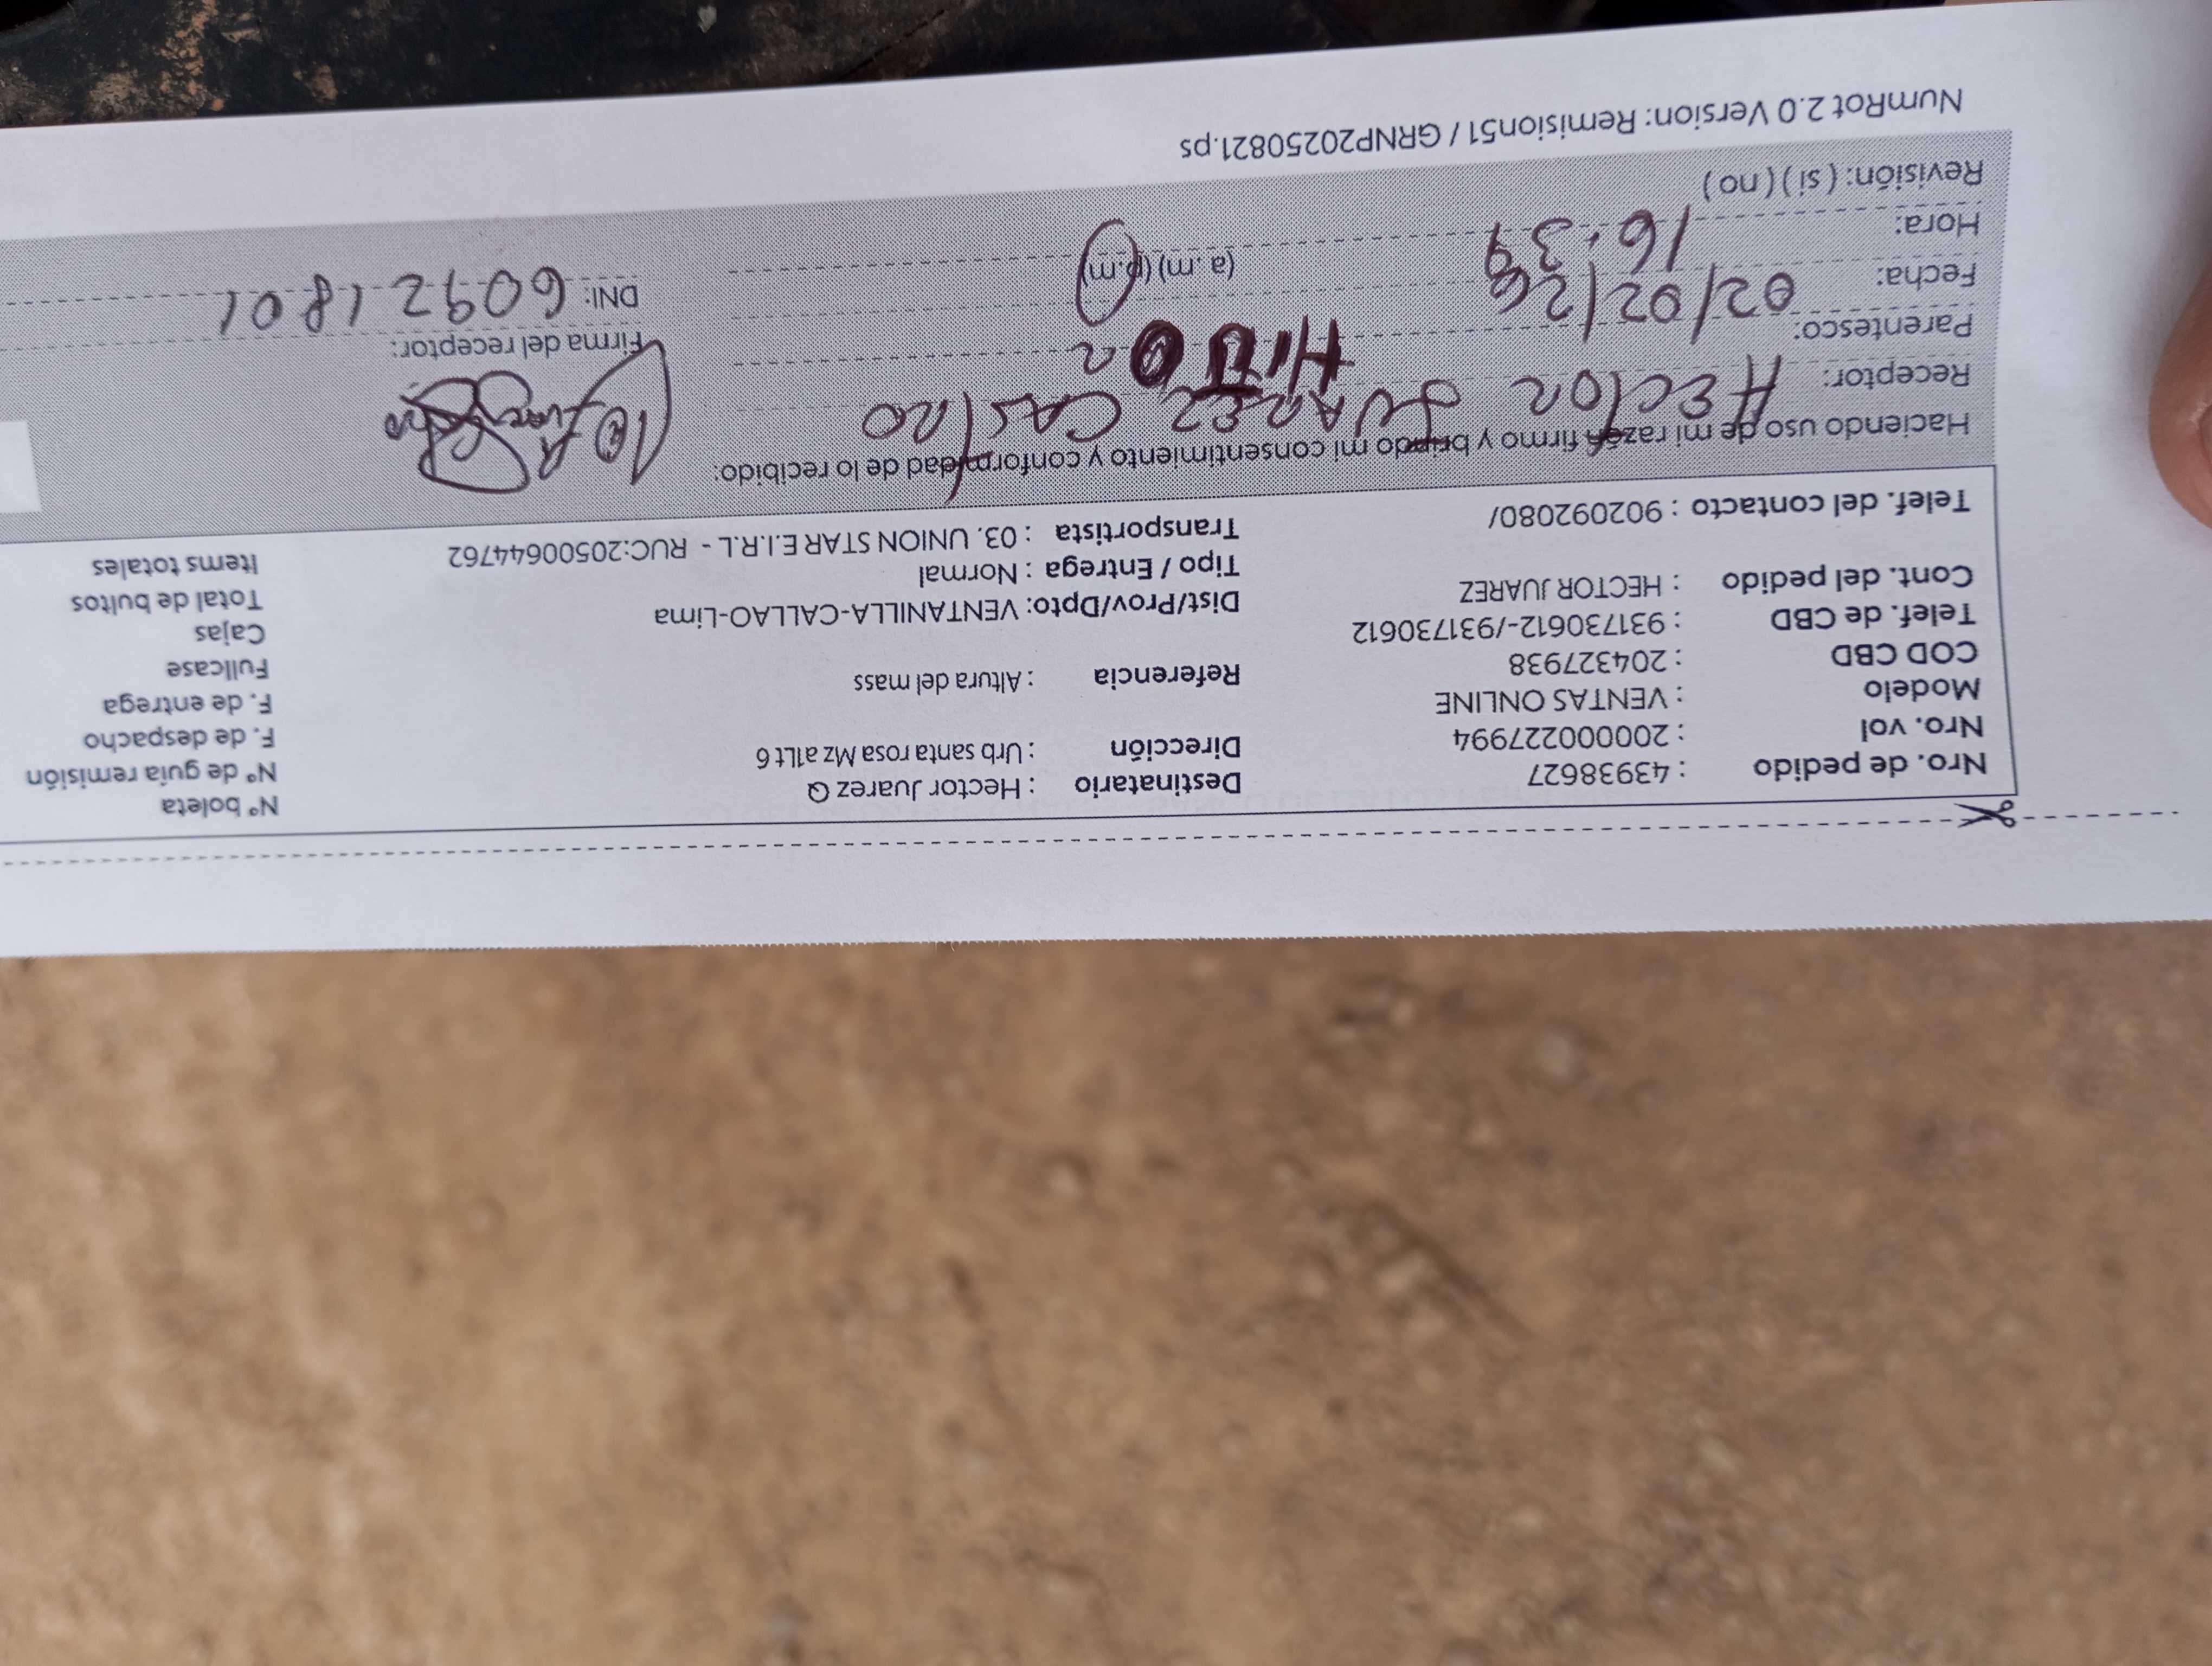 Nº boleta
Nro. de pedido : 43938627 Destinatario : Hector Juarez Q Nº de guía remisión
Nro. vol : 2000000227994 Dirección : Urb santa rosa Mz a1Lt 6 F. de despacho
Modelo : VENTAS ONLINE F. de entrega
COD CBD : 204327938 Referencia : Altura del mass Fullcase
Telef. de CBD : 931730612-/931730612 Dist/Prov/Dpto: VENTANILLA-CALLAO-Lima Cajas
Cont. del pedido : HECTOR JUAREZ Tipo / Entrega : Normal Total de bultos
Telef. del contacto : 902092080/ Transportista : 03. UNION STAR E.I.R.L - RUC:20500644762 Items totales
Haciendo uso de mi razón firmo y brindo mi consentimiento y conformidad de lo recibido:
Receptor: HECTOR JUAREZ CASTRO
Parentesco: Firma del receptor:
Fecha: 02/02/26 DNI: 60921801
Hora: 16:39 (a.m) (p.m)
Revisión: (si) (no)
NumRot 2.0 Version: Remision51 / GRNP20250821.ps